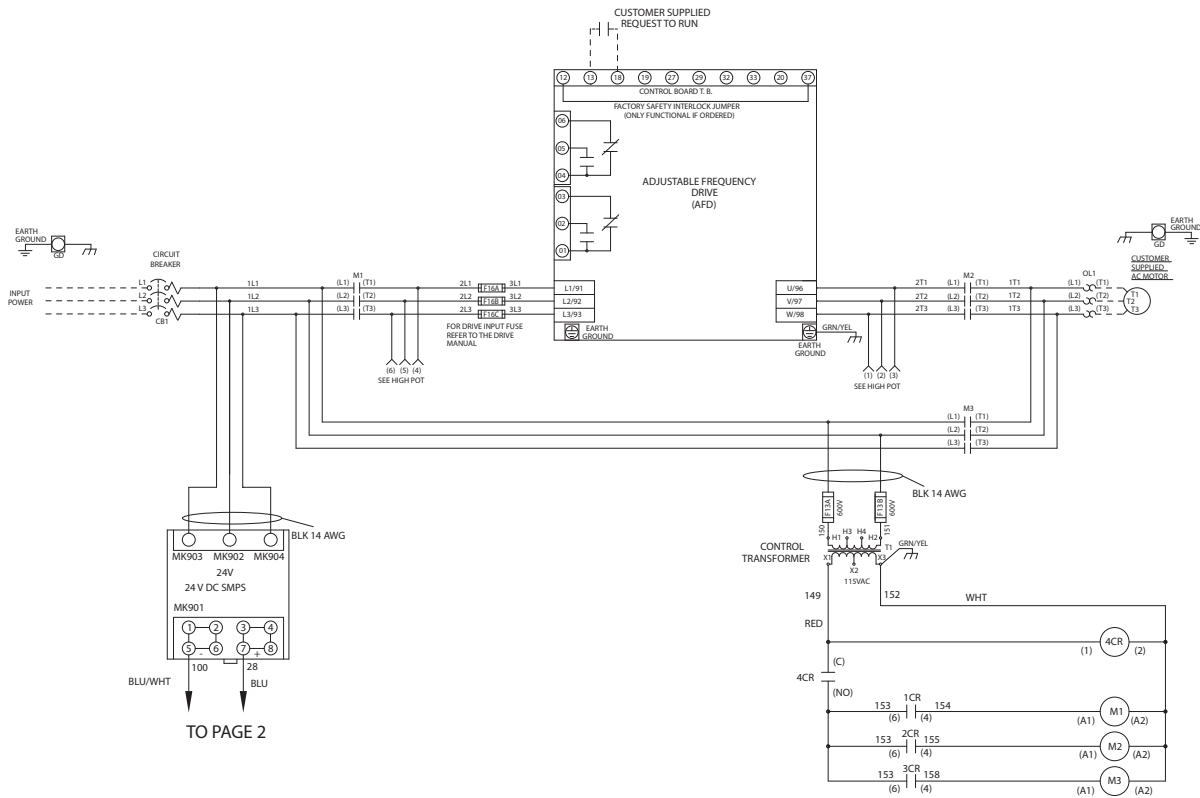 CUSTOMER SUPPLIED
REQUEST TO RUN
12 13 18 19 27 29 32 33 20 37
CONTROL BOARD T. B.
FACTORY SAFETY INTERLOCK JUMPER
(ONLY FUNCTIONAL IF ORDERED)
06
05
04
03
02
01
ADJUSTABLE FREQUENCY
DRIVE
(AFD)
EARTH
GROUND
GD
CIRCUIT
BREAKER
INPUT
POWER
L1
L2
L3
CB1
1L1
1L2
1L3
M1
(L1) (T1)
(L2) (T2)
(L3) (T3)
2L1 F16A 3L1
2L2 F16B 3L2
2L3 F16C 3L3
FOR DRIVE INPUT FUSE
REFER TO THE DRIVE
MANUAL
(6) (5) (4)
SEE HIGH POT
L1/91
L2/92
L3/93
EARTH
GROUND
U/96
V/97
W/98
GRN/YEL
EARTH
GROUND
(1) (2) (3)
SEE HIGH POT
M2
2T1 (L1) (T1) 1T1
2T2 (L2) (T2) 1T2
2T3 (L3) (T3) 1T3
EARTH
GROUND
GD
CUSTOMER
SUPPLIED
AC MOTOR
OL1
(T1)
(T2)
(T3)
T1
T2
T3
M3
(L1) (T1)
(L2) (T2)
(L3) (T3)
BLK 14 AWG
F13A 600V
F13B 600V
150
151
H1 H3 H4 H2
T1
GRN/YEL
CONTROL
TRANSFORMER
X1 X2 X3
115VAC
149
152
WHT
RED
BLK 14 AWG
MK903 MK902 MK904
24V
24 V DC SMPS
MK901
1 2 3 4
5 6 7 8
- +
100
28
BLU/WHT
BLU
TO PAGE 2
(1) 4CR (2)
(C)
4CR
(NO)
1CR
153 154
(6) (4)
M1
(A1) (A2)
2CR
153 155
(6) (4)
M2
(A1) (A2)
3CR
153 158
(6) (4)
M3
(A1) (A2)